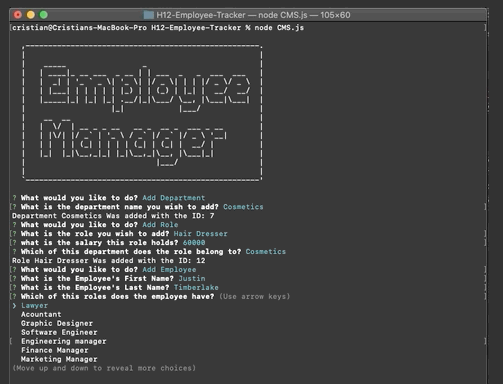 H12-Employee-Tracker — node CMS.js — 105×60
[cristian@Cristians-MacBook-Pro H12-Employee-Tracker % node CMS.js
Employee
Manager
? What would you like to do? Add Department
[? What is the department name you wish to add? Cosmetics
Department Cosmetics Was added with the ID: 7
? What would you like to do? Add Role
[? What is the role you wish to add? Hair Dresser
[? what is the salary this role holds? 60000
? Which of this department does the role belong to? Cosmetics
Role Hair Dresser Was added with the ID: 12
? What would you like to do? Add Employee
[? What is the Employee's First Name? Justin
[? What is the Employee's Last Name? Timberlake
? Which of this roles does the employee have? (Use arrow keys)
❯ Lawyer
Acountant
Graphic Designer
Software Engineer
[ Engineering manager
Finance Manager
Marketing Manager
(Move up and down to reveal more choices)